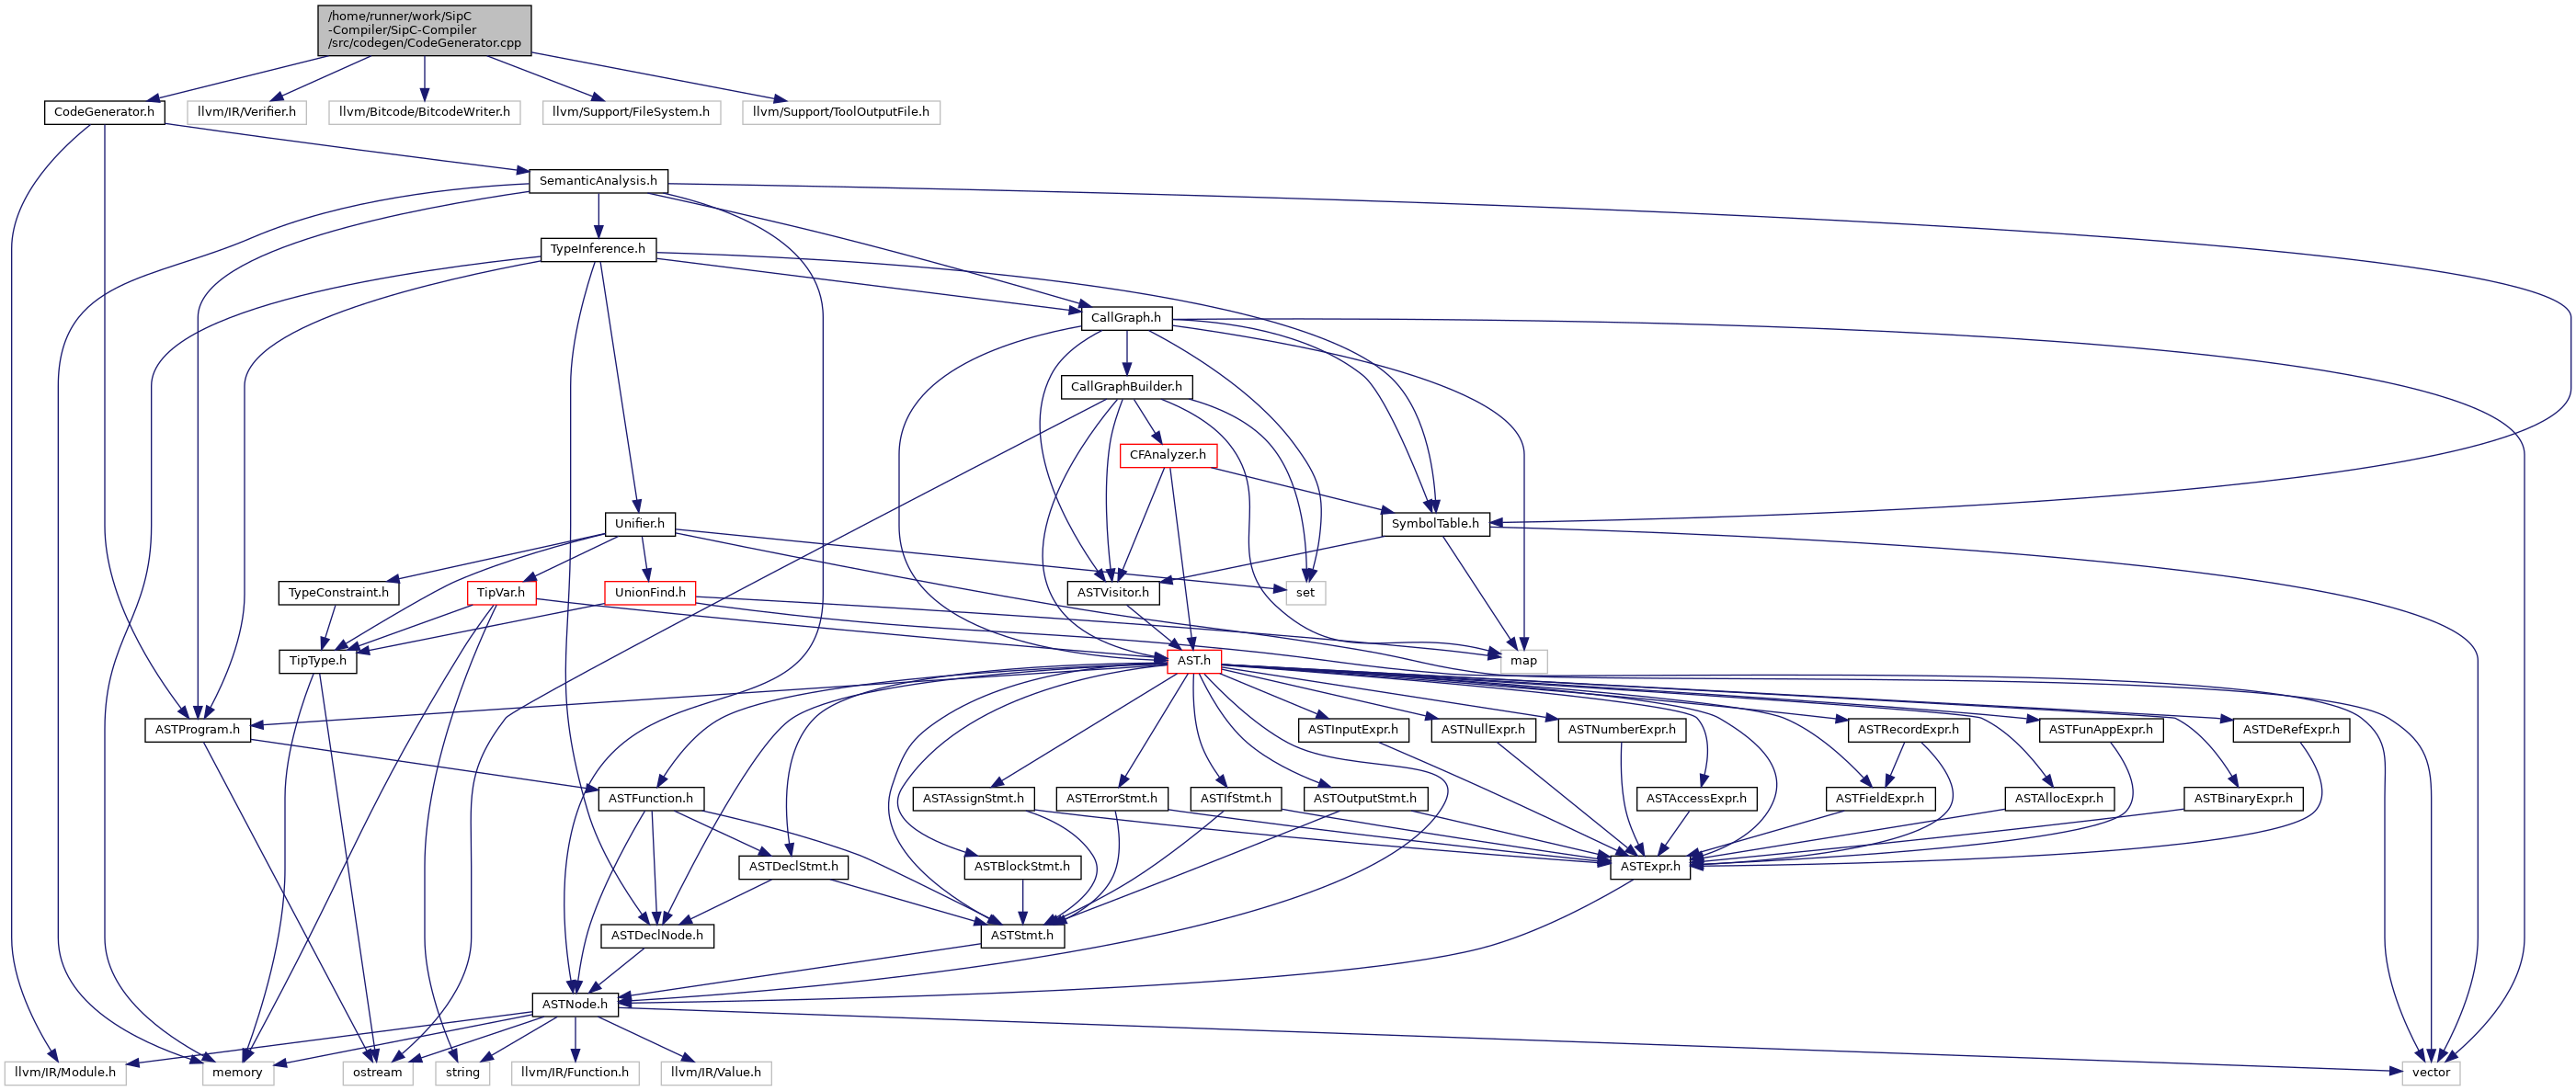 /home/runner/work/SipC
-Compiler/SipC-Compiler
/src/codegen/CodeGenerator.cpp
CodeGenerator.h
llvm/IR/Verifier.h
llvm/Bitcode/BitcodeWriter.h
llvm/Support/FileSystem.h
llvm/Support/ToolOutputFile.h
SemanticAnalysis.h
TypeInference.h
CallGraph.h
CallGraphBuilder.h
CFAnalyzer.h
Unifier.h
SymbolTable.h
TypeConstraint.h
TipVar.h
UnionFind.h
ASTVisitor.h
set
TipType.h
AST.h
map
ASTProgram.h
ASTInputExpr.h
ASTNullExpr.h
ASTNumberExpr.h
ASTRecordExpr.h
ASTFunAppExpr.h
ASTDeRefExpr.h
ASTFunction.h
ASTAssignStmt.h
ASTErrorStmt.h
ASTIfStmt.h
ASTOutputStmt.h
ASTAccessExpr.h
ASTFieldExpr.h
ASTAllocExpr.h
ASTBinaryExpr.h
ASTDeclStmt.h
ASTBlockStmt.h
ASTExpr.h
ASTDeclNode.h
ASTStmt.h
ASTNode.h
llvm/IR/Module.h
memory
ostream
string
llvm/IR/Function.h
llvm/IR/Value.h
vector